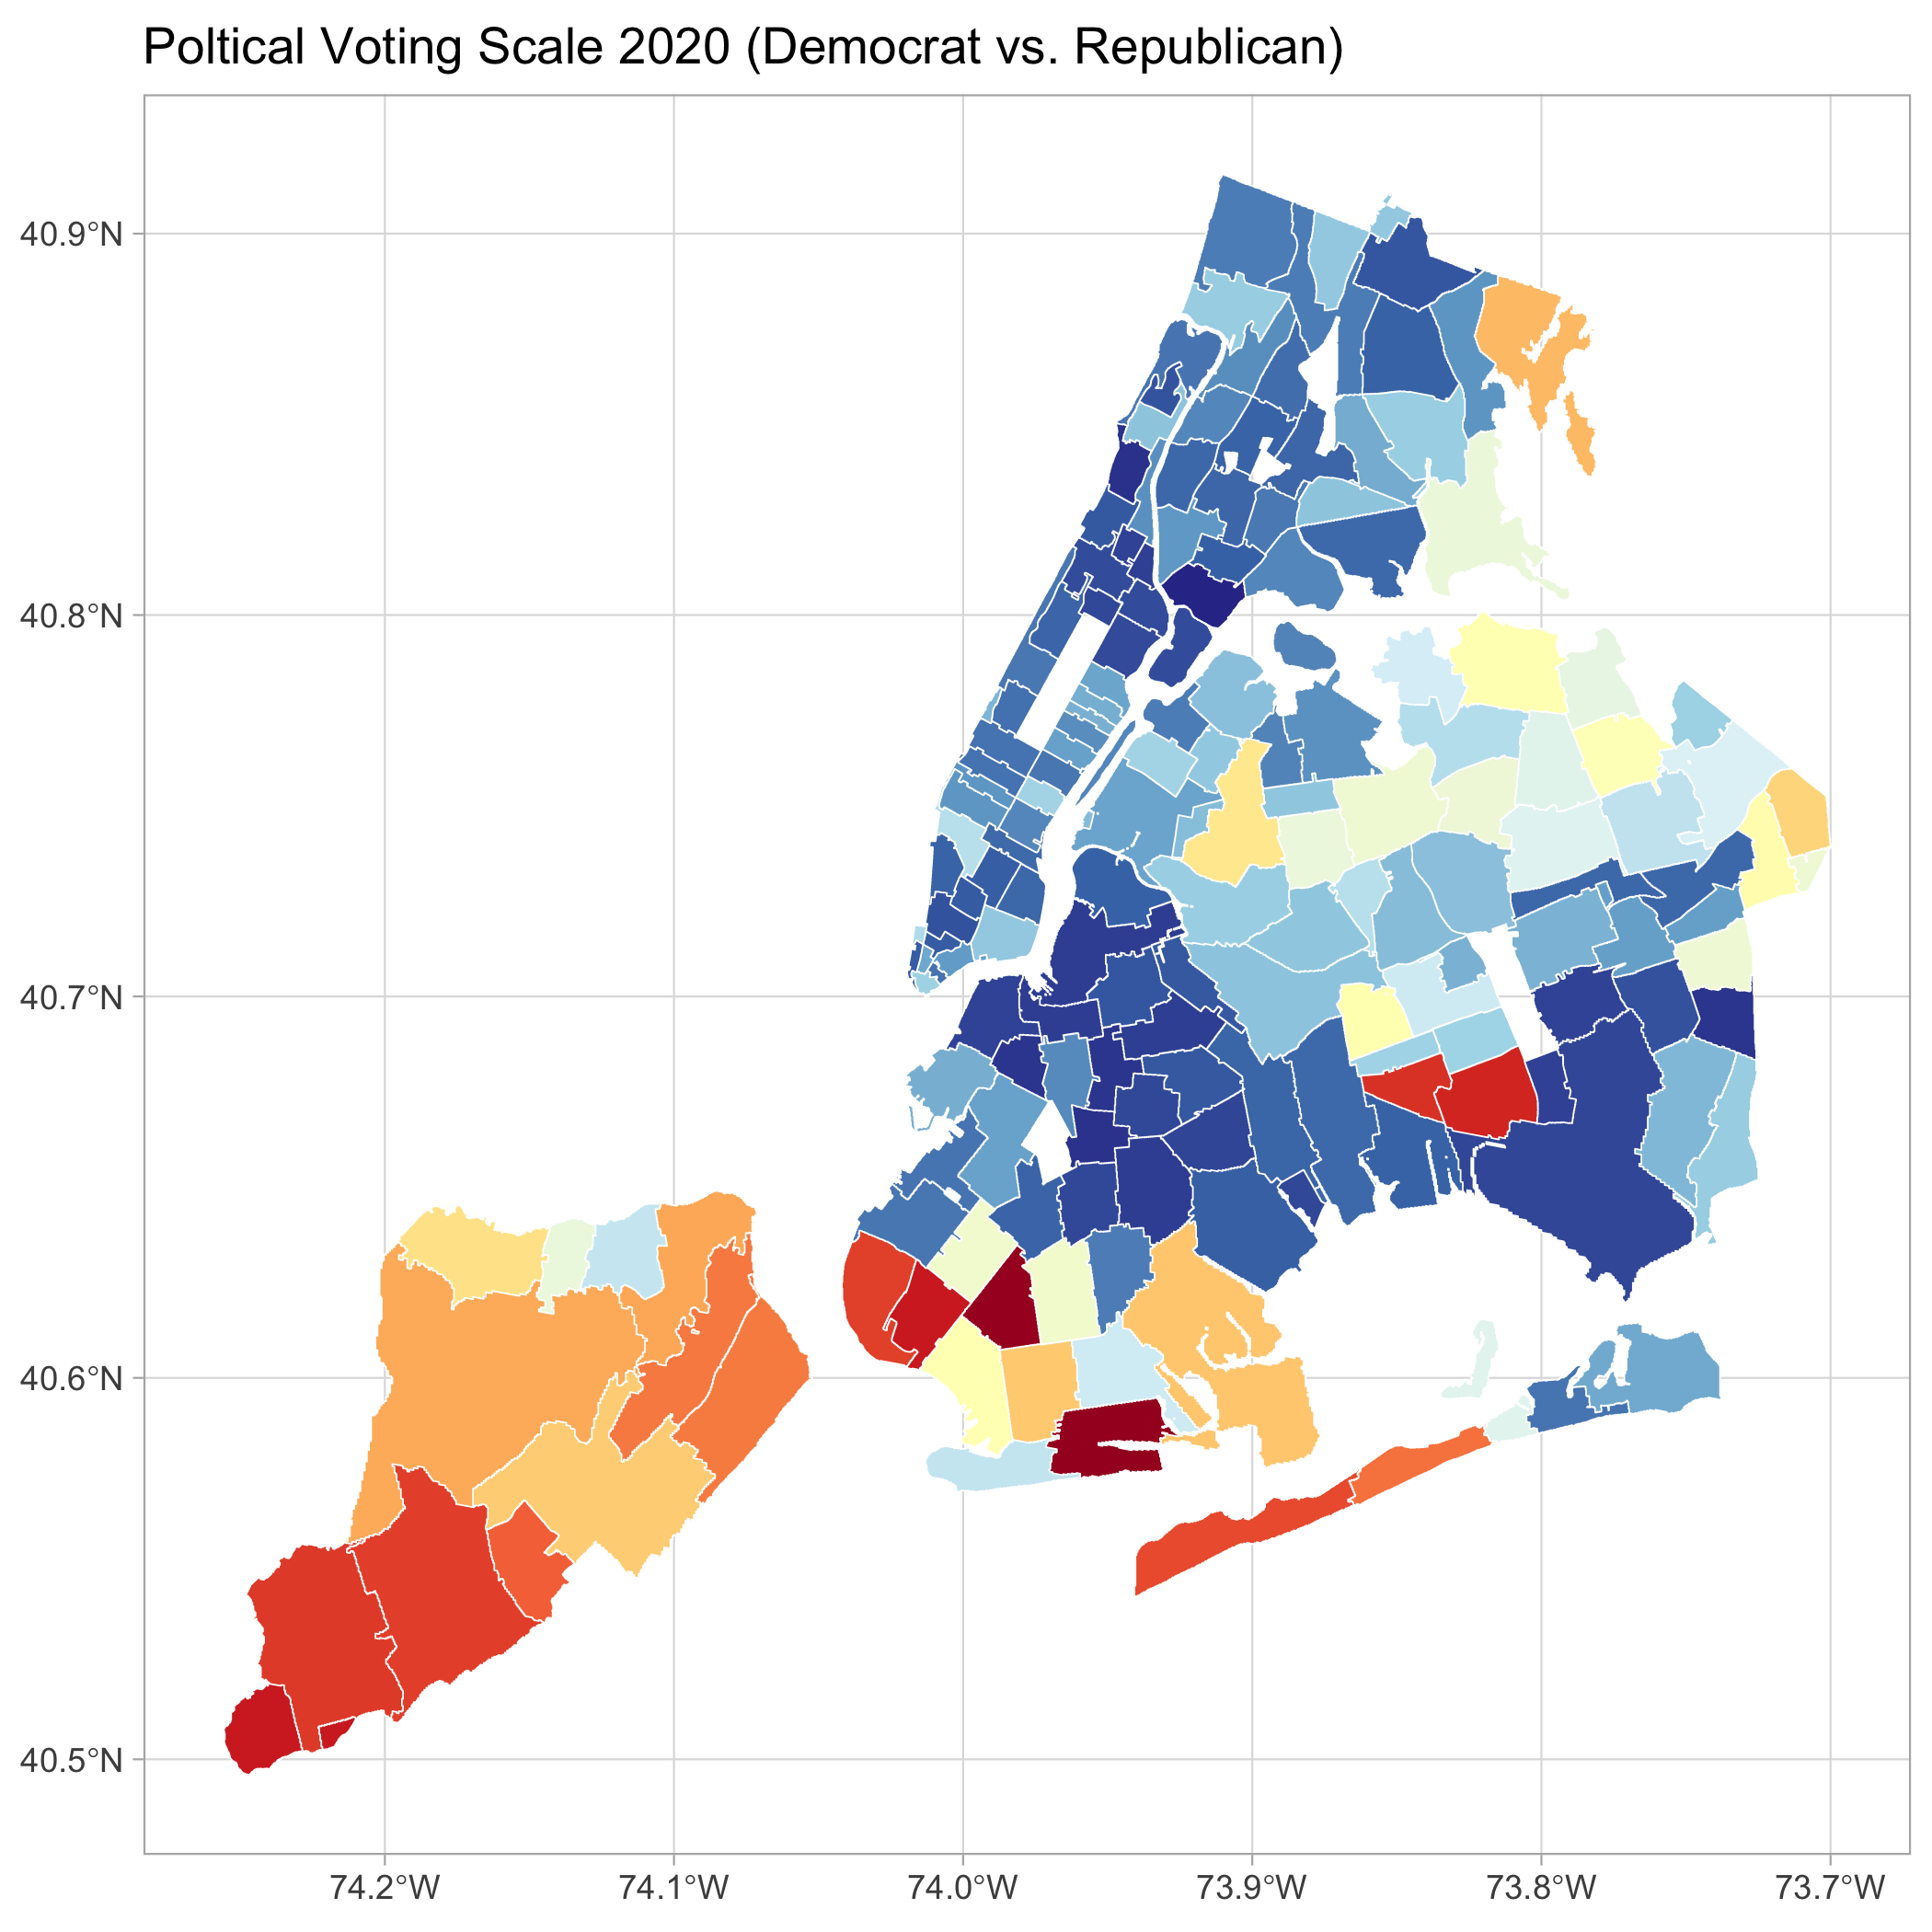 Poltical Voting Scale 2020 (Democrat vs. Republican)
40.9°N
40.8°N
40.7°N
40.6°N
40.5°N
74.2°W 74.1°W 74.0°W 73.9°W 73.8°W 73.7°W